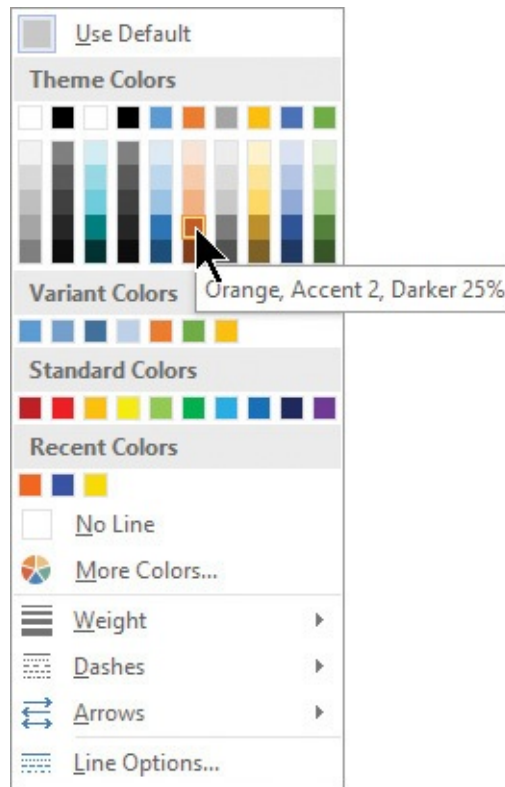 Use Default
Theme Colors
Orange, Accent 2, Darker 25%
Variant Colors
Standard Colors
Recent Colors
No Line
More Colors...
Weight
Dashes
Arrows
Line Options...